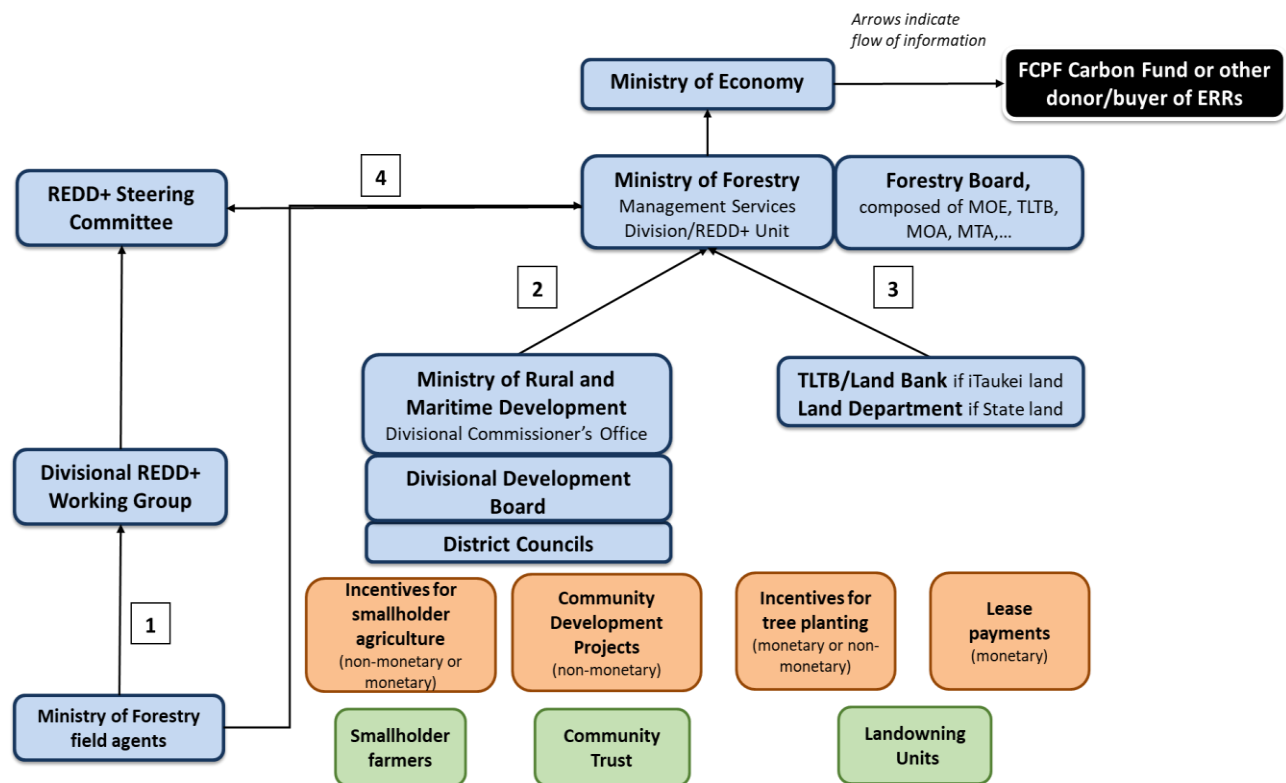 Arrows indicate
flow of information
Ministry of Economy
FCPF Carbon Fund or other
donor/buyer of ERRs
4
REDD+ Steering
Committee
Ministry of Forestry
Management Services
Division/REDD+ Unit
Forestry Board,
composed of MOE, TLTB,
MOA, MTA,...
2
3
Ministry of Rural and
Maritime Development
Divisional Commissioner's Office
TLTB/Land Bank if iTaukei land
Land Department if State land
Divisional REDD+
Working Group
Divisional Development
Board
District Councils
1
Incentives for
smallholder
agriculture
(non-monetary or
monetary)
Community
Development
Projects
(non-monetary)
Incentives for
tree planting
(monetary or non-
monetary)
Lease
payments
(monetary)
Ministry of Forestry
field agents
Smallholder
farmers
Community
Trust
Landowning
Units